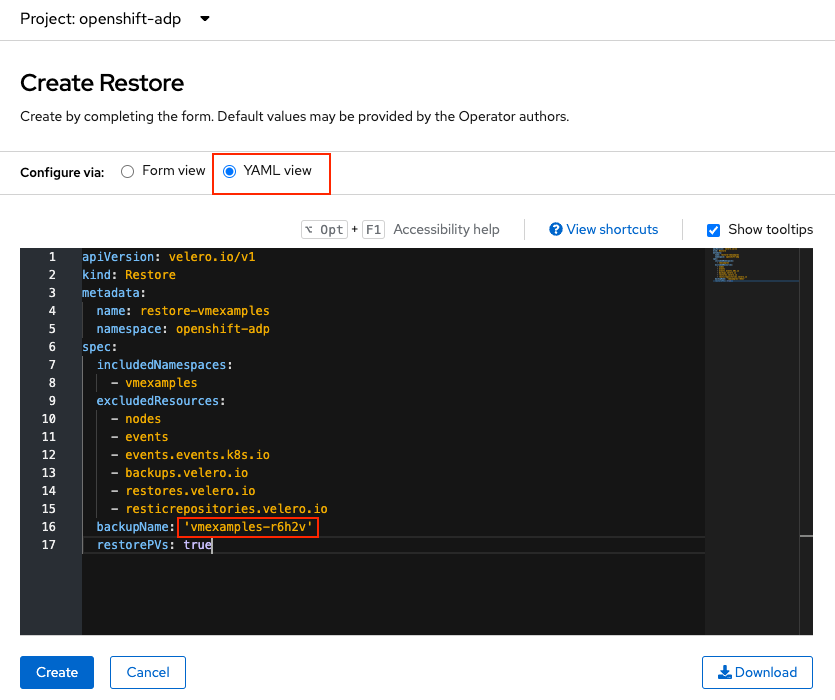 Project: openshift-adp
Create Restore
Create by completing the form. Default values may be provided by the Operator authors.
Configure via: Form view YAML view
⌥ Opt + F1 Accessibility help View shortcuts Show tooltips
1 apiVersion: velero.io/v1
2 kind: Restore
3 metadata:
4   name: restore-vmexamples
5   namespace: openshift-adp
6 spec:
7   includedNamespaces:
8     - vmexamples
9   excludedResources:
10     - nodes
11     - events
12     - events.events.k8s.io
13     - backups.velero.io
14     - restores.velero.io
15     - resticrepositories.velero.io
16   backupName: 'vmexamples-r6h2v'
17   restorePVs: true
Create Cancel Download